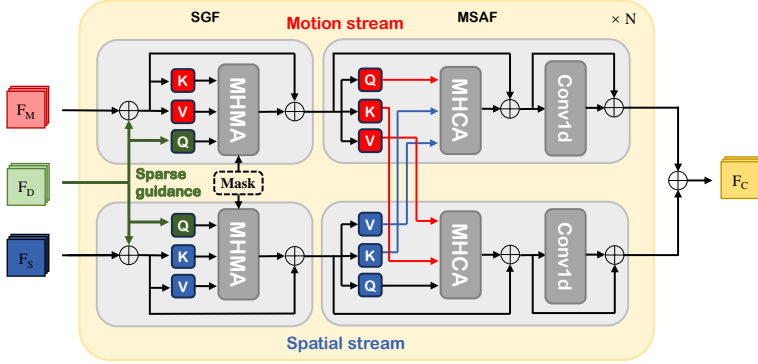 SGF
MSAF
× N
Motion stream
F_M
K
V
Q
MHMA
Q
K
V
MHCA
Conv1d
F_D
Sparse
guidance
Mask
F_C
F_S
Q
K
V
MHMA
V
K
Q
MHCA
Conv1d
Spatial stream